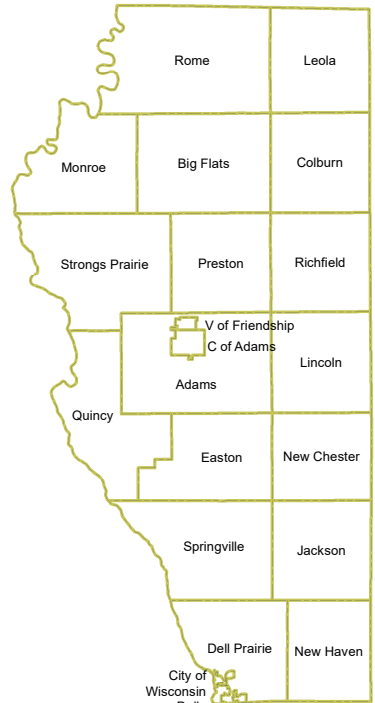 Rome
Leola
Monroe
Big Flats
Colburn
Strongs Prairie
Preston
Richfield
V of Friendship
C of Adams
Lincoln
Adams
Quincy
Easton
New Chester
Springville
Jackson
Dell Prairie
New Haven
City of
Wisconsin